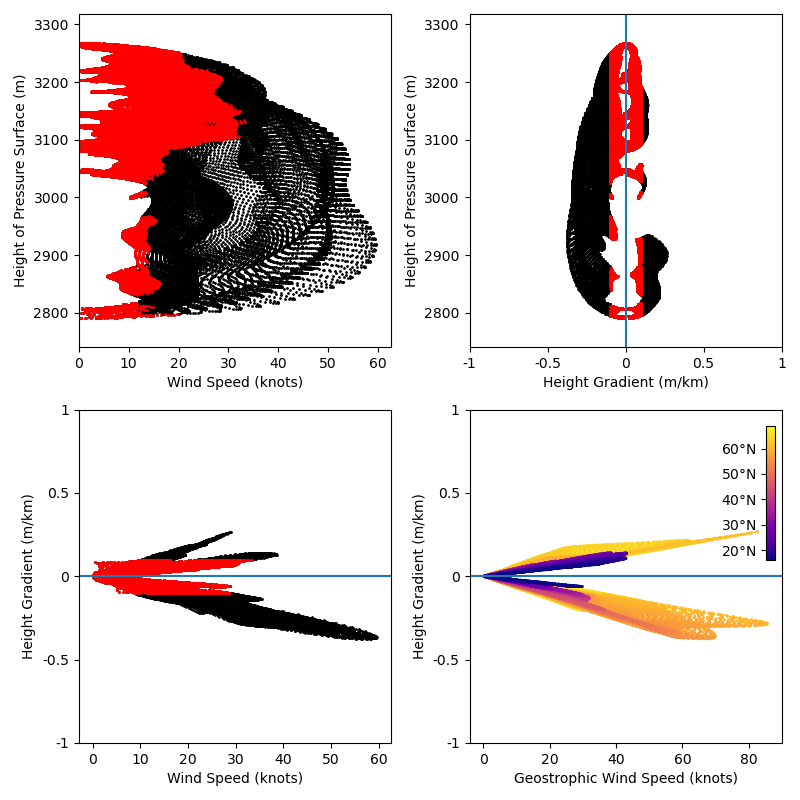 3300
3200
3100
3000
2900
2800
Height of Pressure Surface (m)
0 10 20 30 40 50 60
Wind Speed (knots)
3300
3200
3100
3000
2900
2800
Height of Pressure Surface (m)
-1 -0.5 0 0.5 1
Height Gradient (m/km)
1
0.5
0
-0.5
-1
Height Gradient (m/km)
0 10 20 30 40 50 60
Wind Speed (knots)
1
0.5
0
-0.5
-1
Height Gradient (m/km)
60°N
50°N
40°N
30°N
20°N
0 20 40 60 80
Geostrophic Wind Speed (knots)